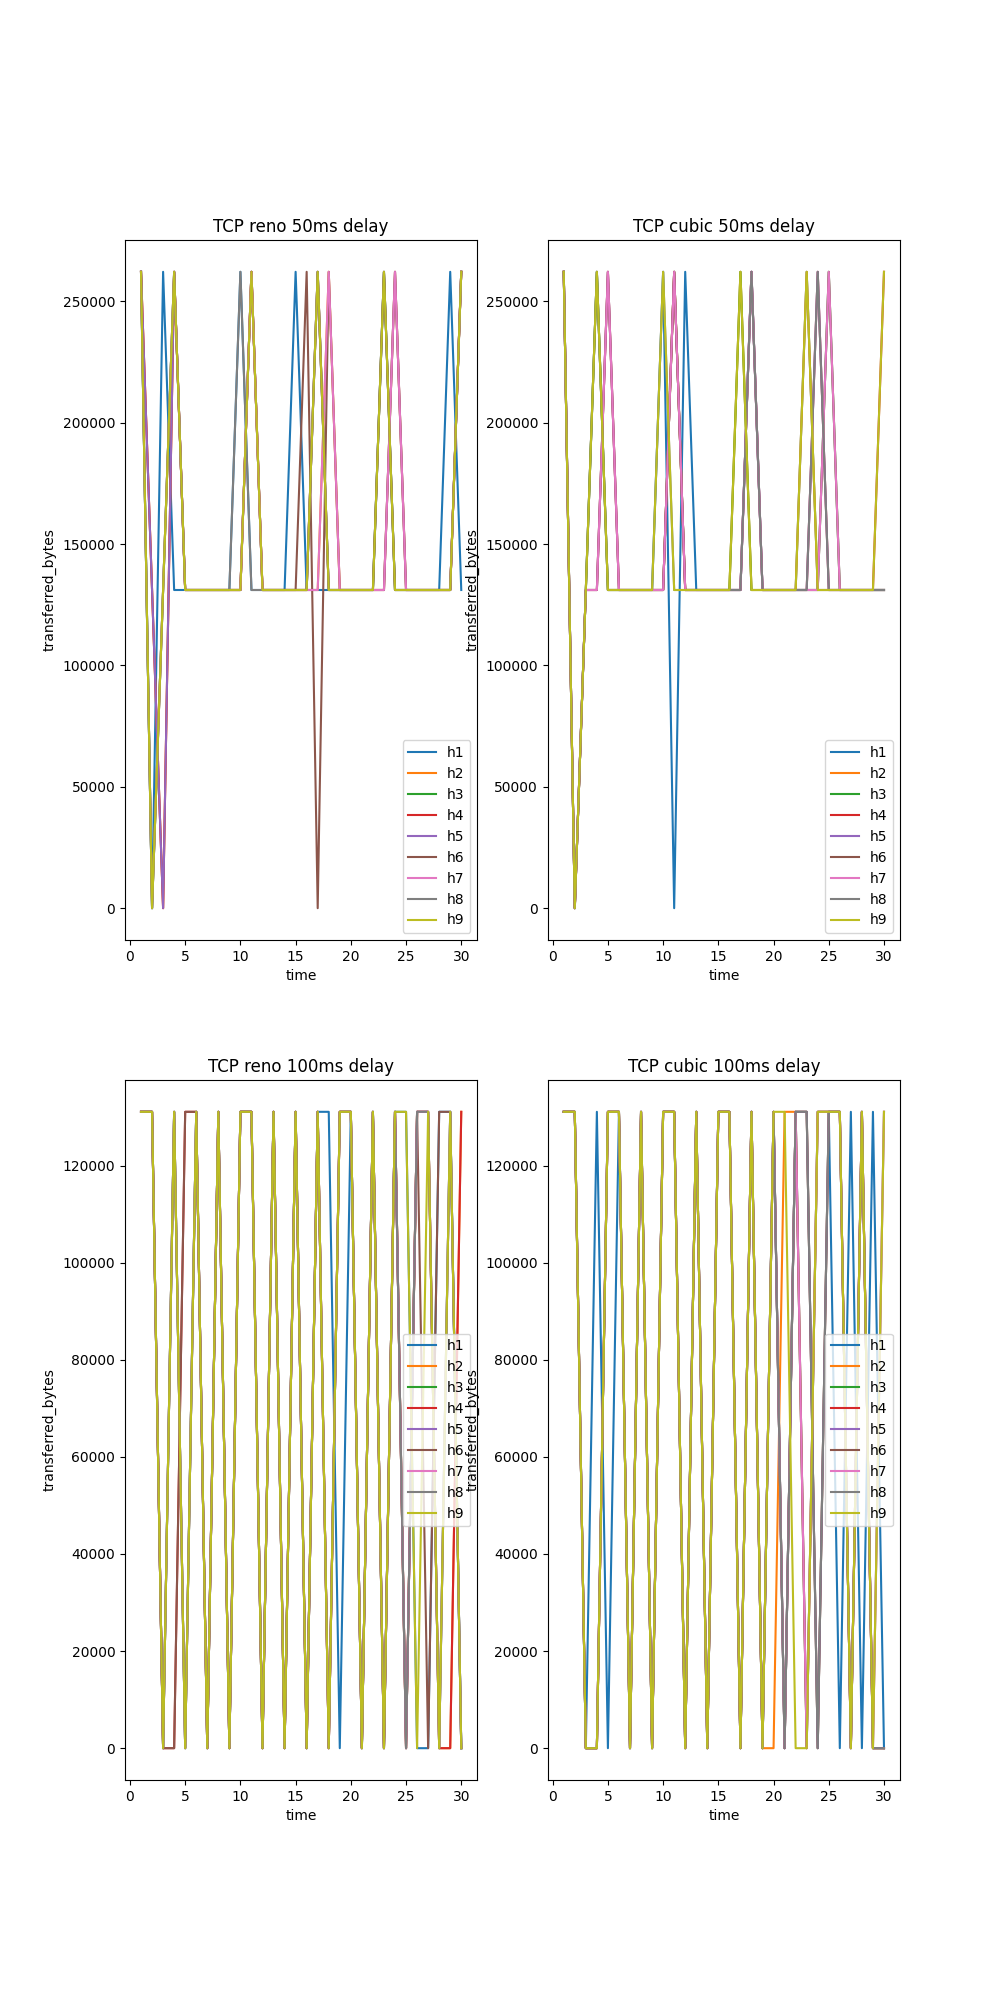 TCP reno 50ms delay
transferred_bytes
250000
200000
150000
100000
50000
0
0 5 10 15 20 25 30
time
h1
h2
h3
h4
h5
h6
h7
h8
h9
TCP cubic 50ms delay
transferred_bytes
250000
200000
150000
100000
50000
0
0 5 10 15 20 25 30
time
h1
h2
h3
h4
h5
h6
h7
h8
h9
TCP reno 100ms delay
transferred_bytes
120000
100000
80000
60000
40000
20000
0
0 5 10 15 20 25 30
time
h1
h2
h3
h4
h5
h6
h7
h8
h9
TCP cubic 100ms delay
transferred_bytes
120000
100000
80000
60000
40000
20000
0
0 5 10 15 20 25 30
time
h1
h2
h3
h4
h5
h6
h7
h8
h9